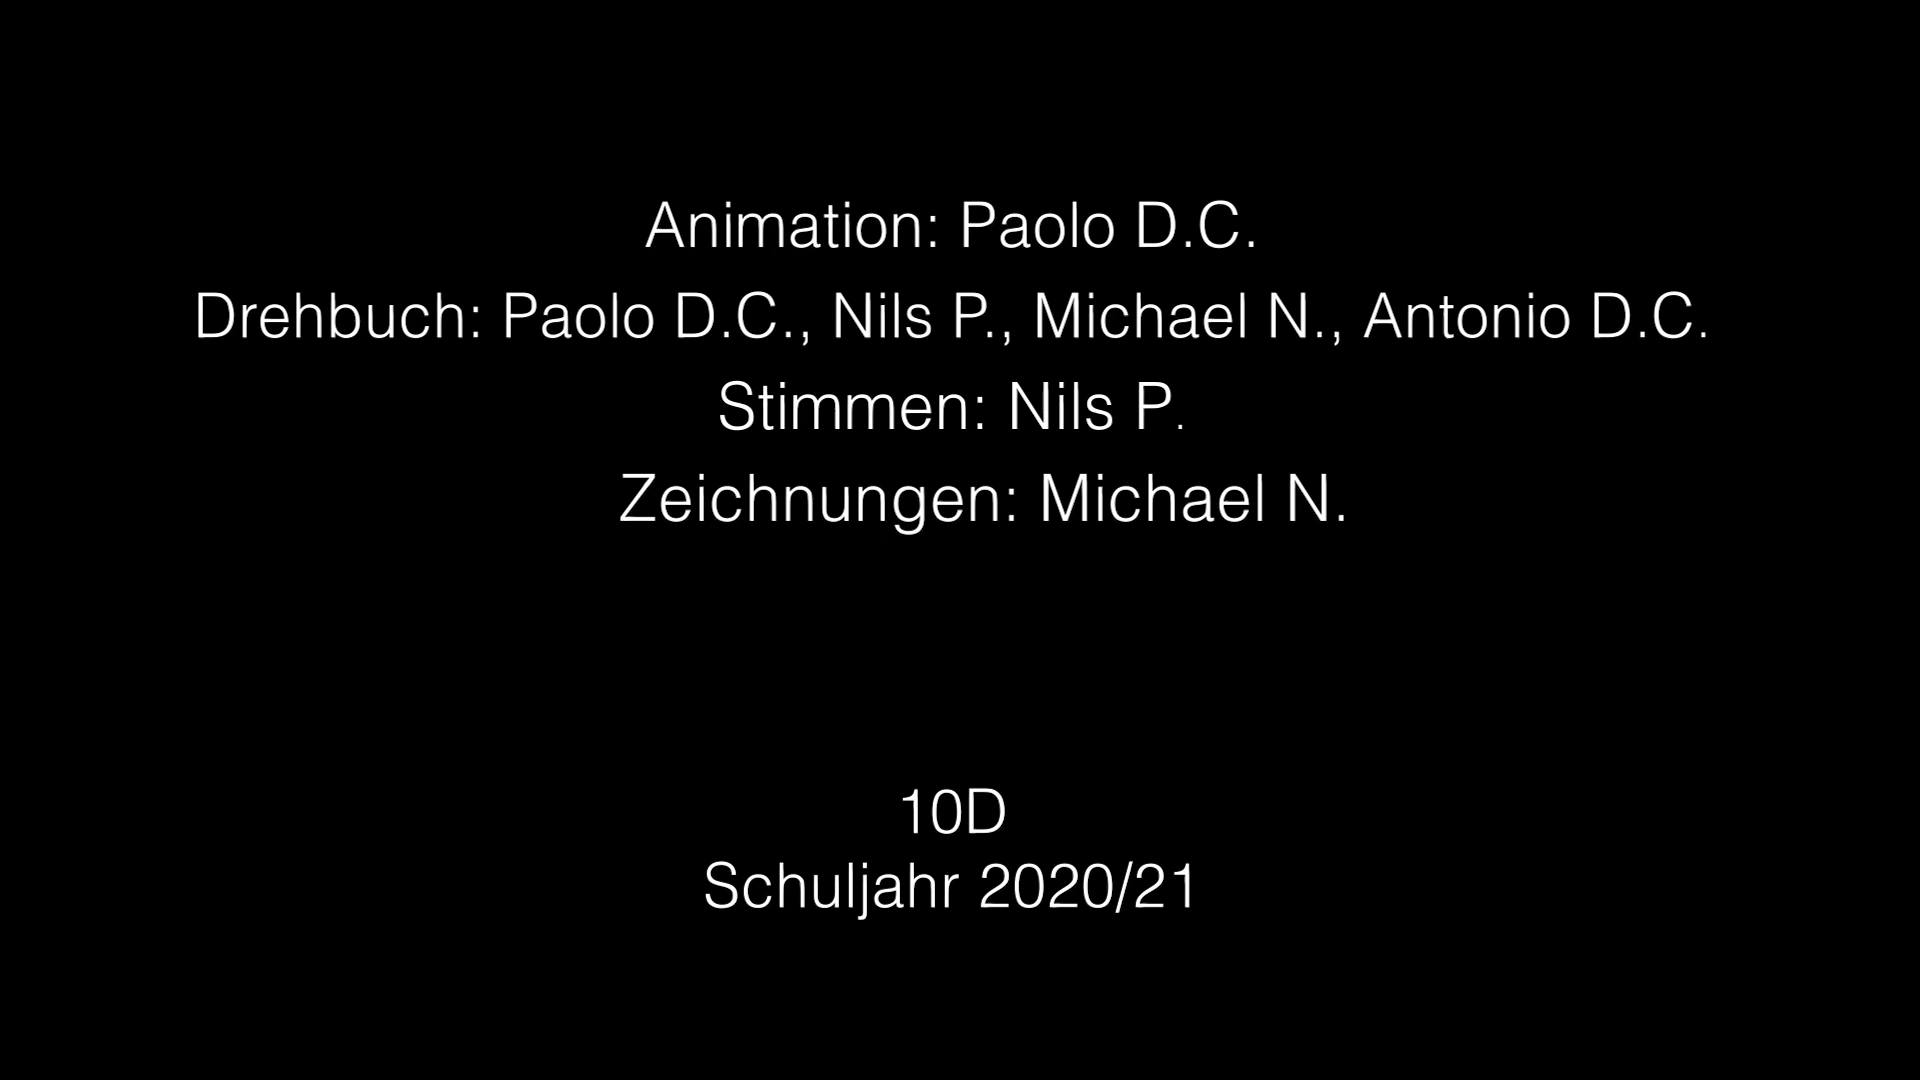 Animation: Paolo D.C.
Drehbuch: Paolo D.C., Nils P., Michael N., Antonio D.C.
Stimmen: Nils P.
Zeichnungen: Michael N.
10D
Schuljahr 2020/21